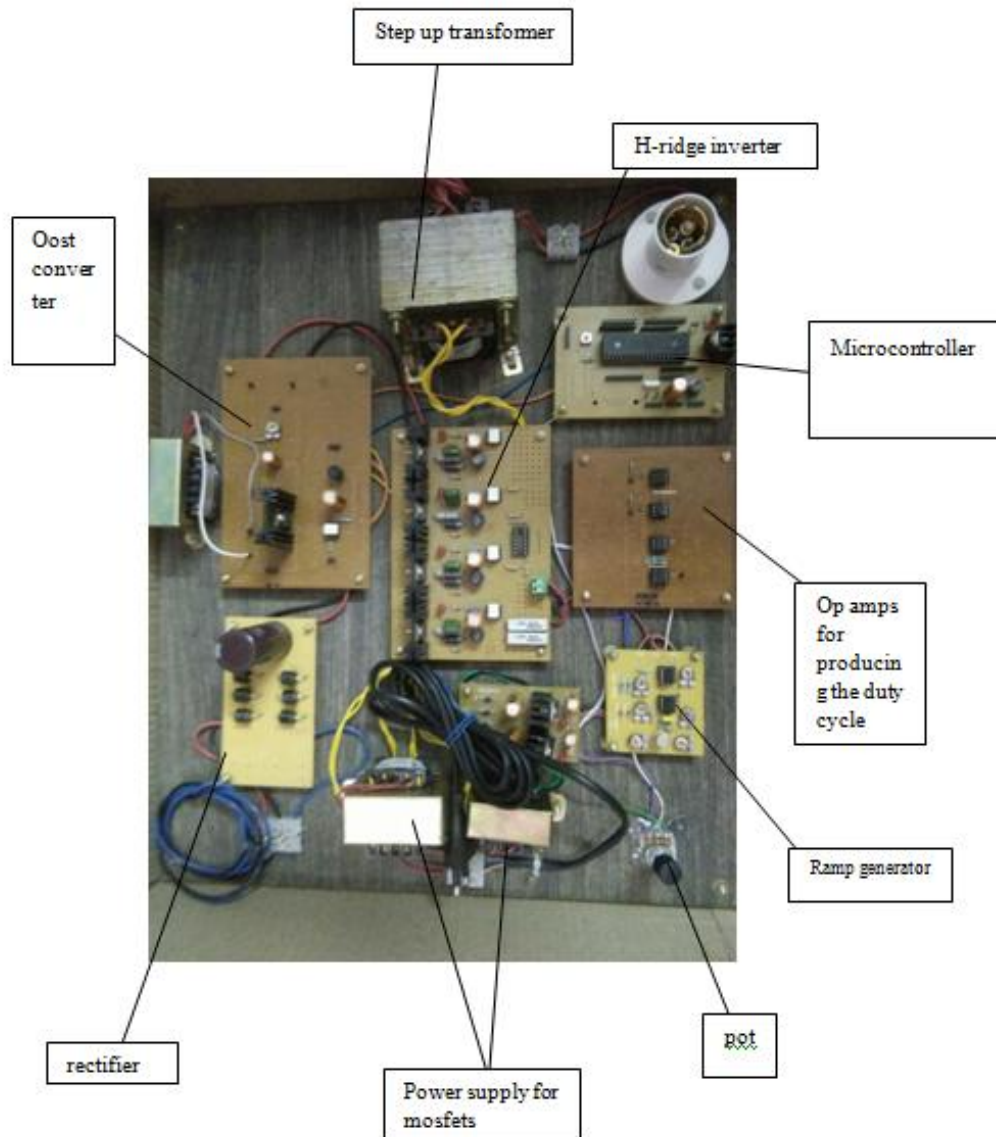 Step up transformer
H-ridge inverter
Oost
conver
ter
Microcontroller
Op amps
for
producin
g the duty
cycle
Ramp generator
pot
rectifier
Power supply for
mosfets